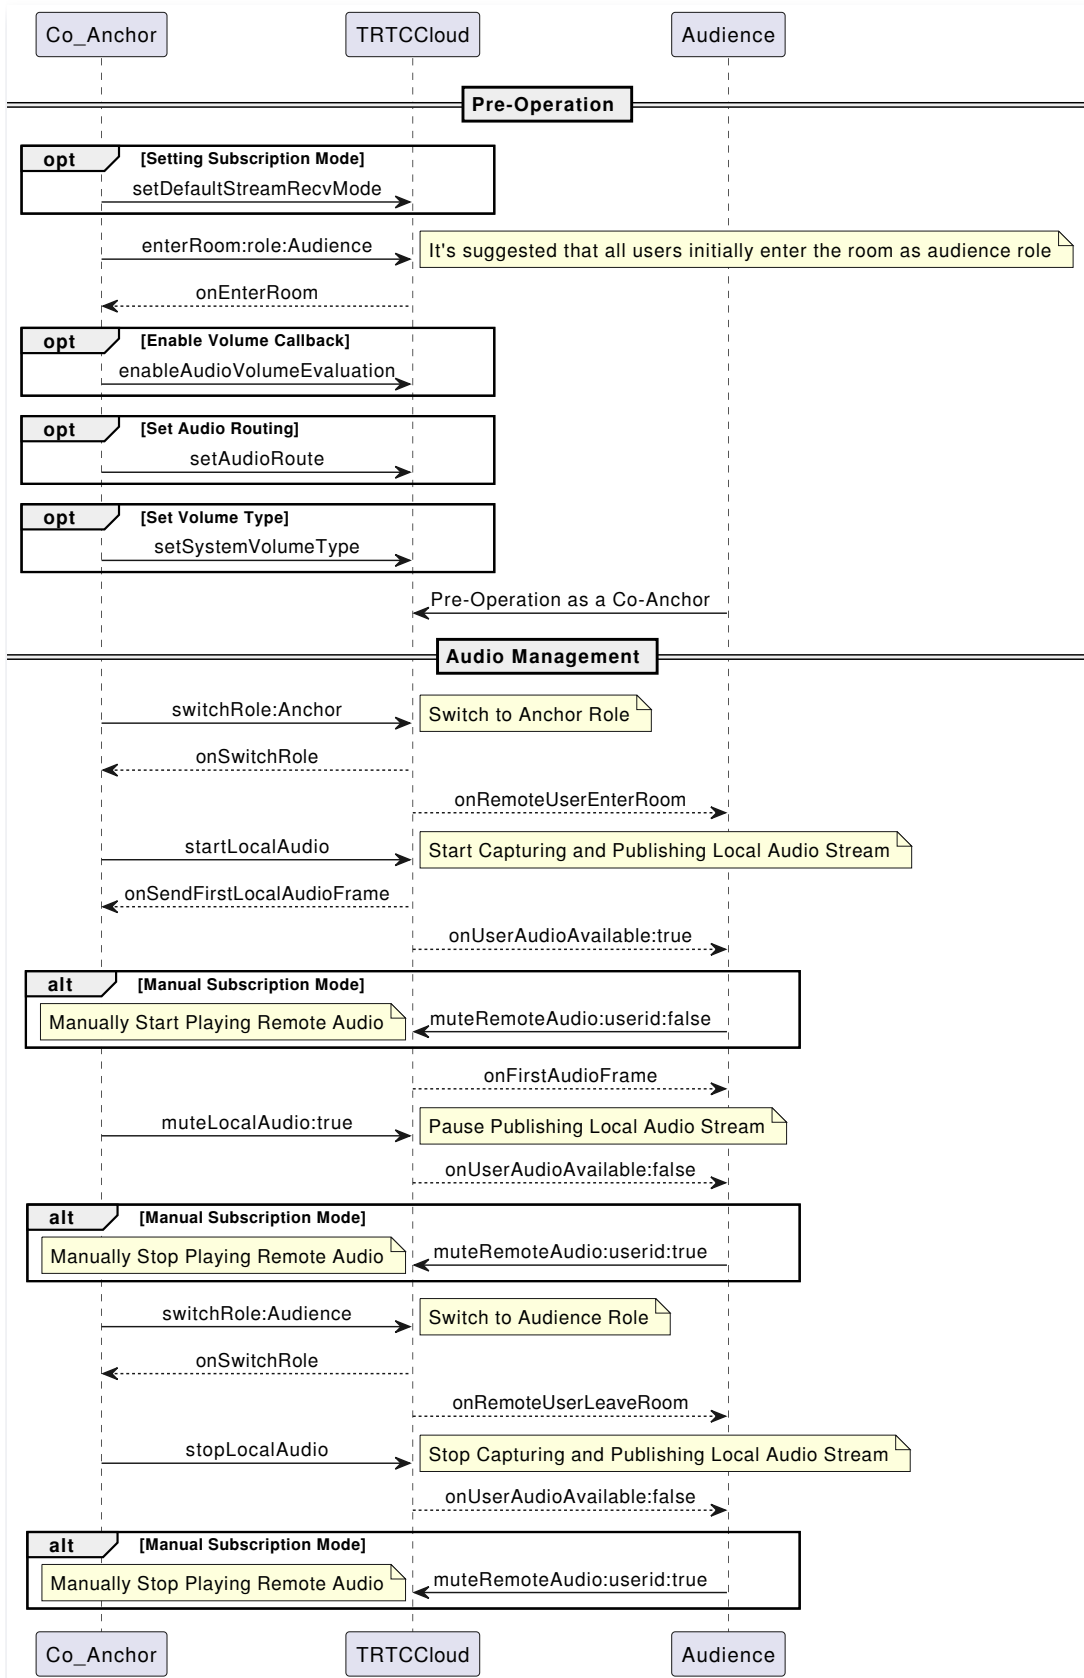 Co_Anchor TRTCCloud Audience
Pre-Operation
opt [Setting Subscription Mode]
setDefaultStreamRecvMode
enterRoom:role:Audience It's suggested that all users initially enter the room as audience role
onEnterRoom
opt [Enable Volume Callback]
enableAudioVolumeEvaluation
opt [Set Audio Routing]
setAudioRoute
opt [Set Volume Type]
setSystemVolumeType
Pre-Operation as a Co-Anchor
Audio Management
switchRole:Anchor Switch to Anchor Role
onSwitchRole
onRemoteUserEnterRoom
startLocalAudio Start Capturing and Publishing Local Audio Stream
onSendFirstLocalAudioFrame
onUserAudioAvailable:true
alt [Manual Subscription Mode]
Manually Start Playing Remote Audio muteRemoteAudio:userid:false
onFirstAudioFrame
muteLocalAudio:true Pause Publishing Local Audio Stream
onUserAudioAvailable:false
alt [Manual Subscription Mode]
Manually Stop Playing Remote Audio muteRemoteAudio:userid:true
switchRole:Audience Switch to Audience Role
onSwitchRole
onRemoteUserLeaveRoom
stopLocalAudio Stop Capturing and Publishing Local Audio Stream
onUserAudioAvailable:false
alt [Manual Subscription Mode]
Manually Stop Playing Remote Audio muteRemoteAudio:userid:true
Co_Anchor TRTCCloud Audience